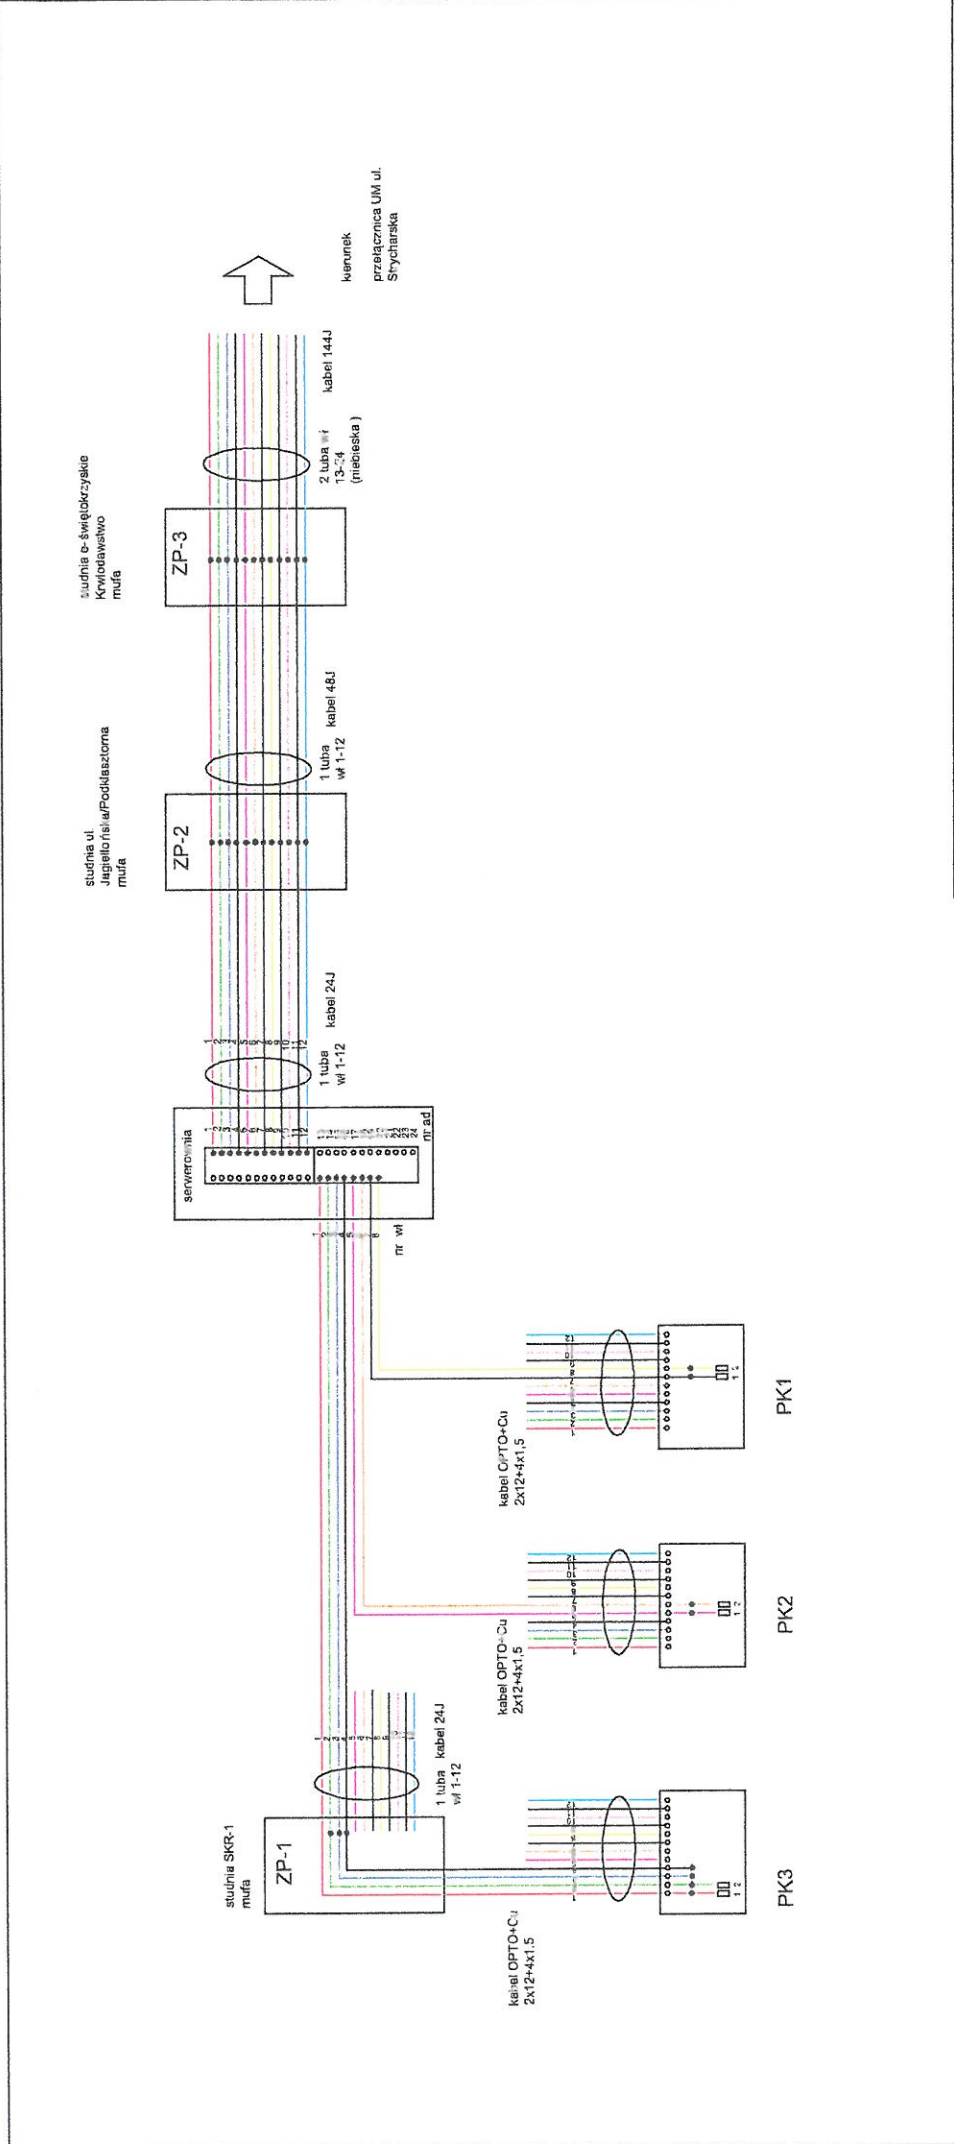 studnia SKR-1
mufa
ZP-1
1 tuba kabel 24J
wł 1-12
kabel OPTO+Cu
2x12+4x1,5
PK3
kabel OPTO+Cu
2x12+4x1,5
PK2
kabel OPTO+Cu
2x12+4x1,5
PK1
serwerownia
nr wł
nr ad
1 tuba
wł 1-12
kabel 24J
studnia ul.
Jagiellońska/Podklasztorna
mufa
ZP-2
1 tuba
wł 1-12
kabel 48J
studnia o-świętokrzyskie
Krwiodawstwo
mufa
ZP-3
2 tuba wł
13-24
(niebieska )
kabel 144J
kierunek
przełącznica UM ul.
Strycharska